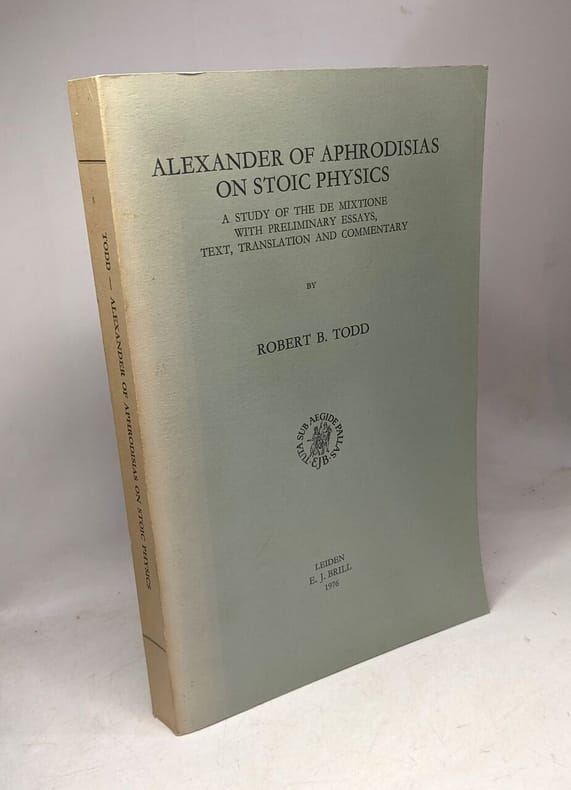 ALEXANDER OF APHRODISIAS
ON STOIC PHYSICS
A STUDY OF THE DE MIXTIONE
WITH PRELIMINARY ESSAYS,
TEXT, TRANSLATION AND COMMENTARY
BY
ROBERT B. TODD
TUTA SUB AEGIDE PALLAS
EJB
LEIDEN
E. J. BRILL
1976
TODD — ALEXANDER OF APHRODISIAS ON STOIC PHYSICS